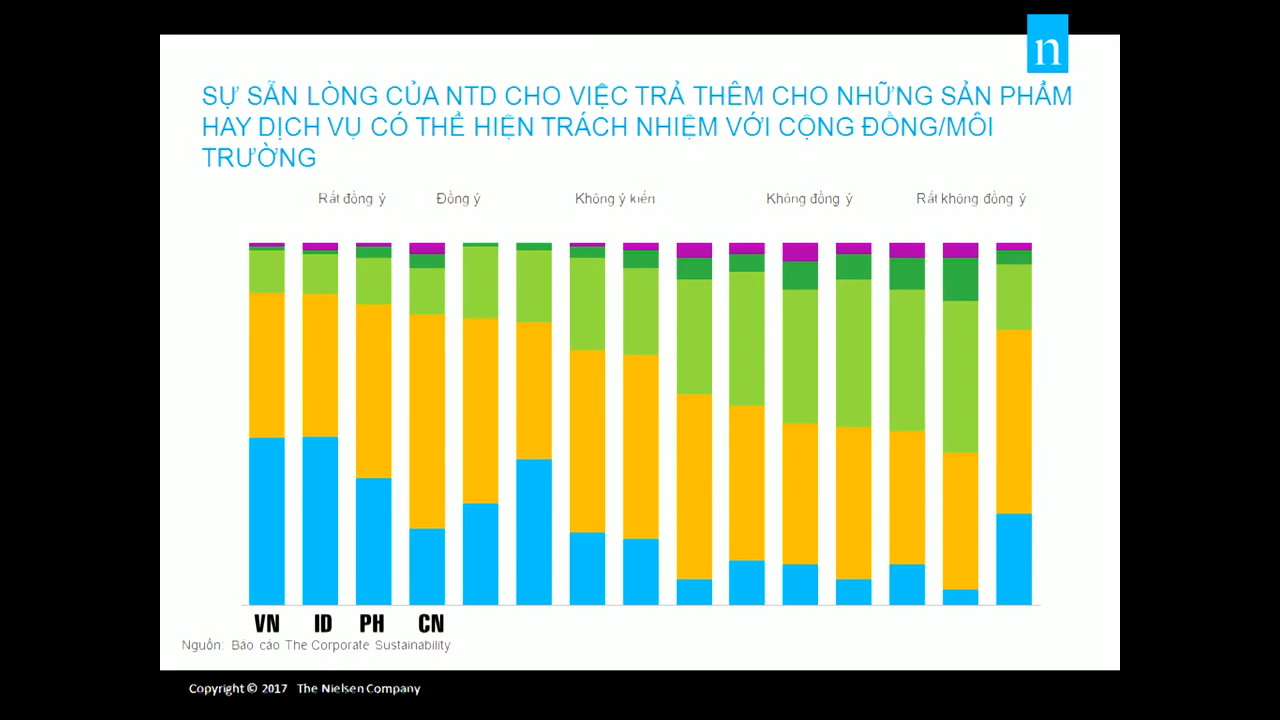 n
SỰ SẴN LÒNG CỦA NTD CHO VIỆC TRẢ THÊM CHO NHỮNG SẢN PHẨM
HAY DỊCH VỤ CÓ THỂ HIỆN TRÁCH NHIỆM VỚI CỘNG ĐỒNG/MÔI
TRƯỜNG
Rất đồng ý Đồng ý Không ý kiến Không đồng ý Rất không đồng ý
VN ID PH CN
Nguồn: Báo cáo The Corporate Sustainability
Copyright © 2017 The Nielsen Company